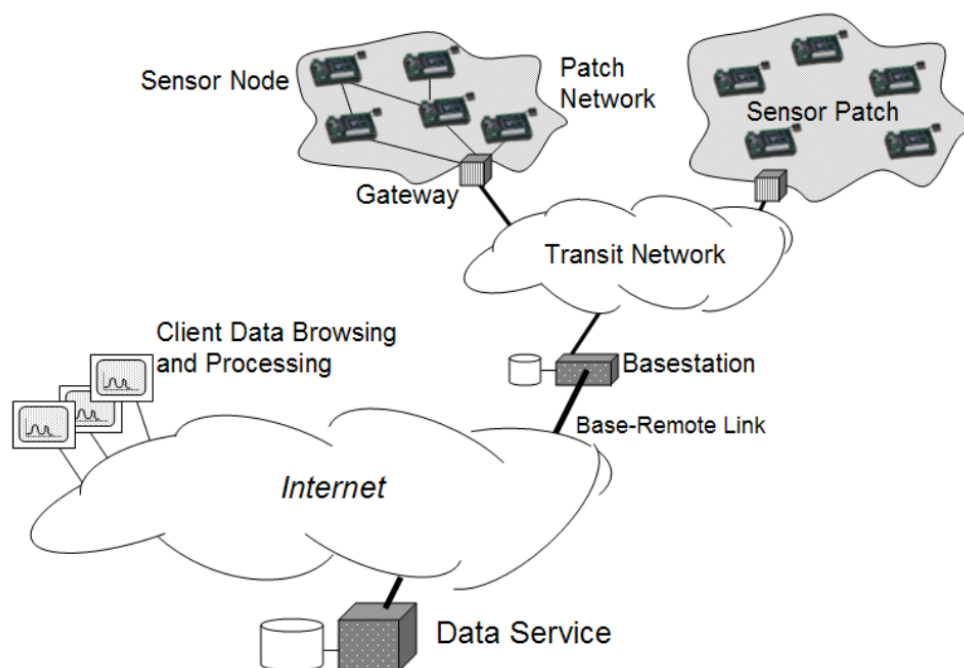 Sensor Node
Patch
Network
Sensor Patch
Gateway
Transit Network
Client Data Browsing
and Processing
Basestation
Base-Remote Link
Internet
Data Service